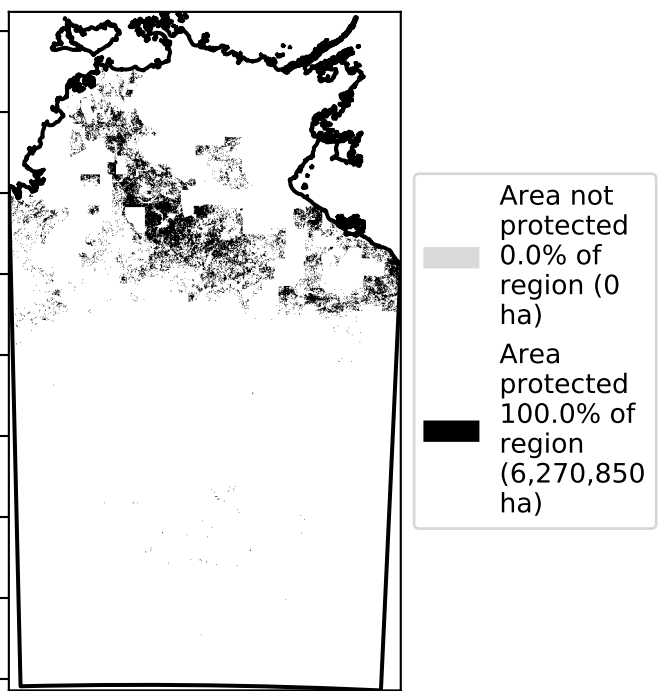 Area not
protected
0.0% of
region (0
ha)
Area
protected
100.0% of
region
(6,270,850
ha)